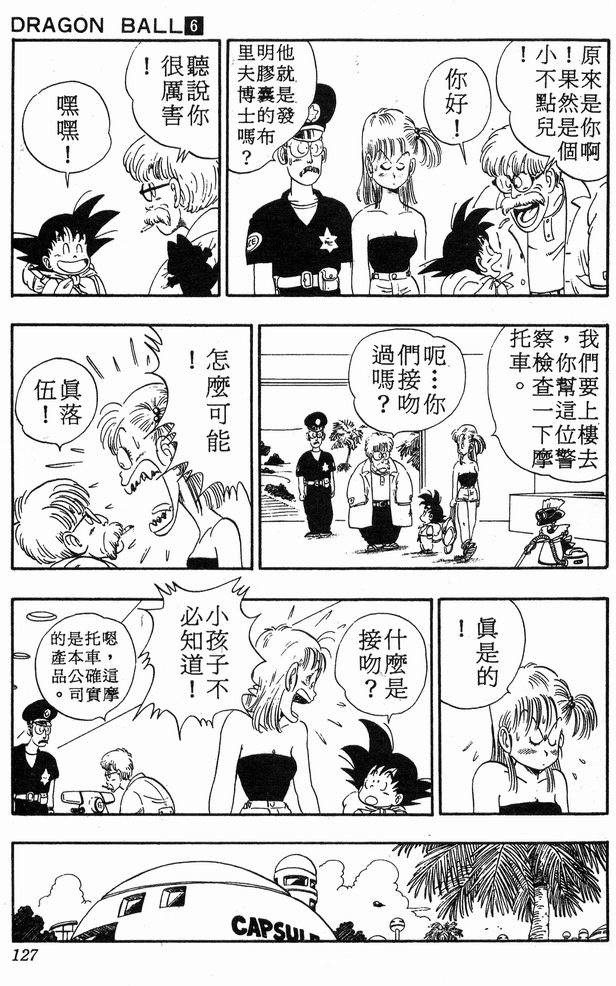 DRAGON BALL 6
原來是你啊
！果然是個
小不點兒
你好！
他就是發
明膠囊的布
里夫博士嗎？
聽說你
很厲害
！
嘿嘿！
我們要上樓去
，你幫這位警
察檢查一下摩
托車。
呃…你
們接吻
過嗎？
怎麼可能
！
眞落
伍！
眞是的
！
什麼是
接吻？
小孩子不
必知道！
嗯，這摩
托車確實
是本公司
的產品。
CAPSUL
127